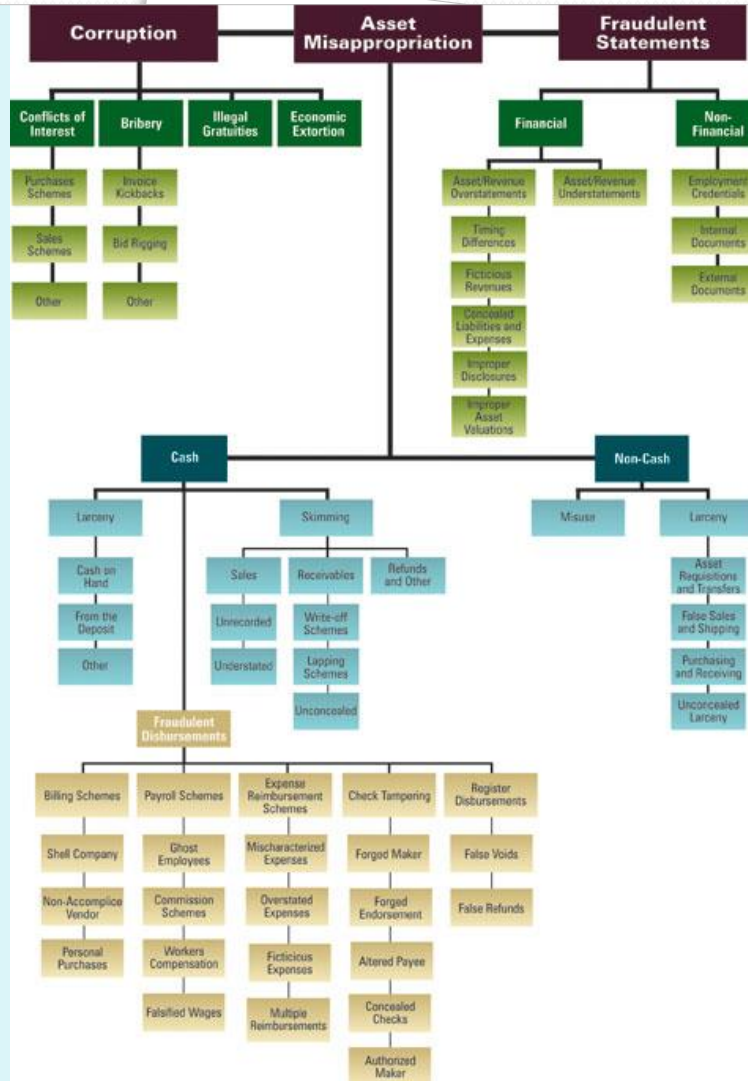 Corruption
Asset
Misappropriation
Fraudulent
Statements
Conflicts of
Interest
Bribery
Illegal
Gratuities
Economic
Extortion
Financial
Non-
Financial
Purchases
Schemes
Sales
Schemes
Other
Invoice
Kickbacks
Bid Rigging
Other
Asset/Revenue
Overstatements
Timing
Differences
Ficticious
Revenues
Concealed
Liabilities and
Expenses
Improper
Disclosures
Improper
Asset
Valuations
Asset/Revenue
Understatements
Employment
Credentials
Internal
Documents
External
Documents
Cash
Non-Cash
Larceny
Cash on
Hand
From the
Deposit
Other
Skimming
Sales
Unrecorded
Understated
Receivables
Write-off
Schemes
Lapping
Schemes
Unconcealed
Refunds
and Other
Misuse
Larceny
Asset
Requisitions
and Transfers
False Sales
and Shipping
Purchasing
and Receiving
Unconcealed
Larceny
Fraudulent
Disbursements
Billing Schemes
Shell Company
Non-Accomplice
Vendor
Personal
Purchases
Payroll Schemes
Ghost
Employees
Commission
Schemes
Workers
Compensation
Falsified Wages
Expense
Reimbursement
Schemes
Mischaracterized
Expenses
Overstated
Expenses
Ficticious
Expenses
Multiple
Reimbursements
Check Tampering
Forged Maker
Forged
Endorsement
Altered Payee
Concealed
Checks
Authorized
Maker
Register
Disbursements
False Voids
False Refunds